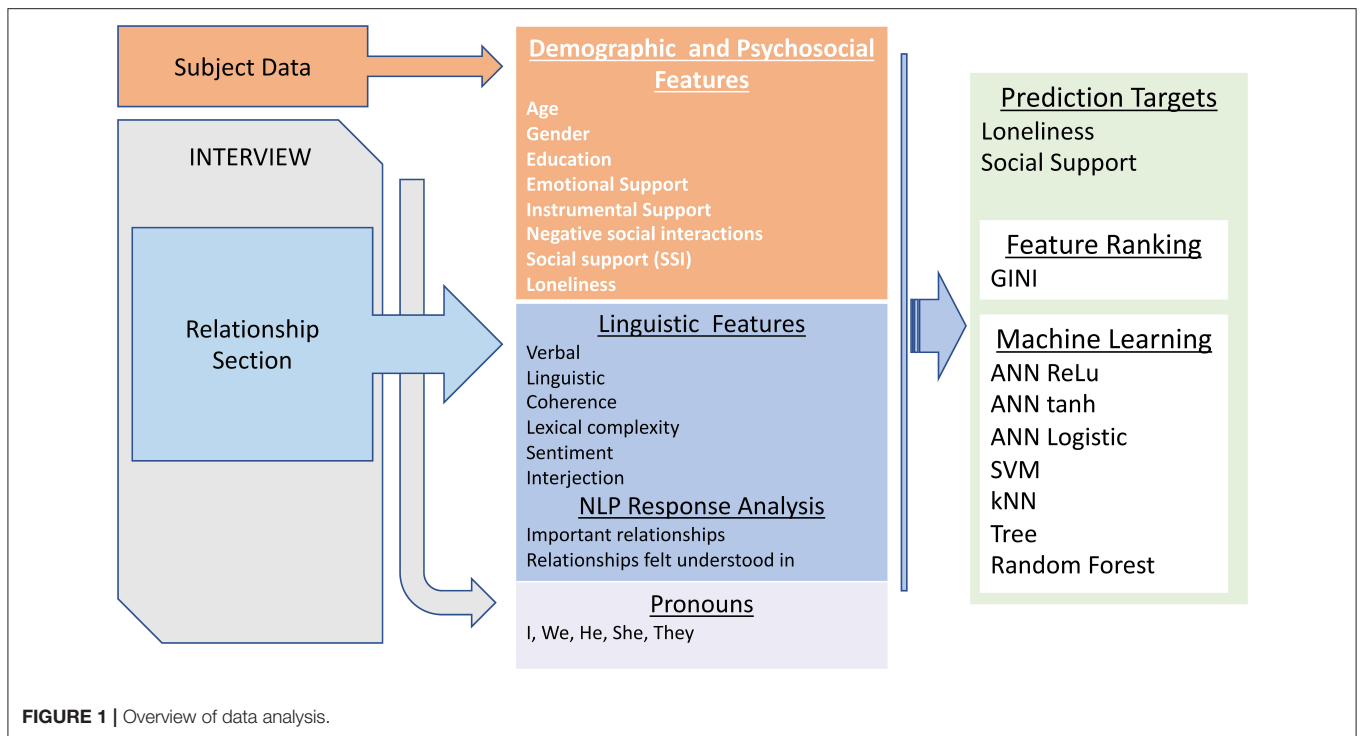 Subject Data
INTERVIEW
Relationship
Section
Demographic and Psychosocial
Features
Age
Gender
Education
Emotional Support
Instrumental Support
Negative social interactions
Social support (SSI)
Loneliness
Linguistic Features
Verbal
Linguistic
Coherence
Lexical complexity
Sentiment
Interjection
NLP Response Analysis
Important relationships
Relationships felt understood in
Pronouns
I, We, He, She, They
Prediction Targets
Loneliness
Social Support
Feature Ranking
GINI
Machine Learning
ANN ReLu
ANN tanh
ANN Logistic
SVM
kNN
Tree
Random Forest
FIGURE 1 | Overview of data analysis.